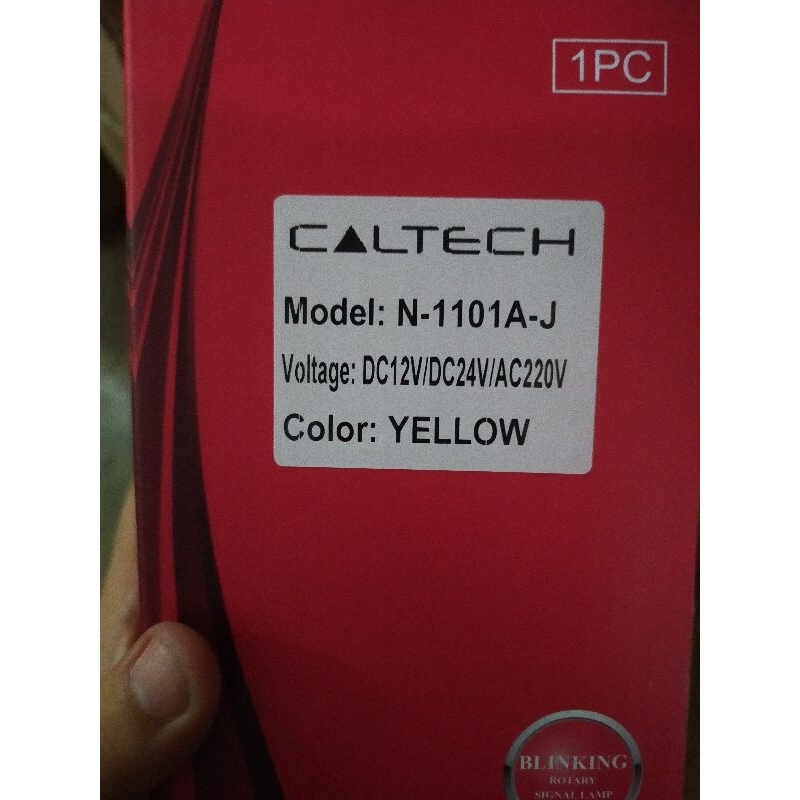 1PC
CALTECH
Model: N-1101A-J
Voltage: DC12V/DC24V/AC220V
Color: YELLOW
BLINKING
ROTARY
SIGNAL LAMP